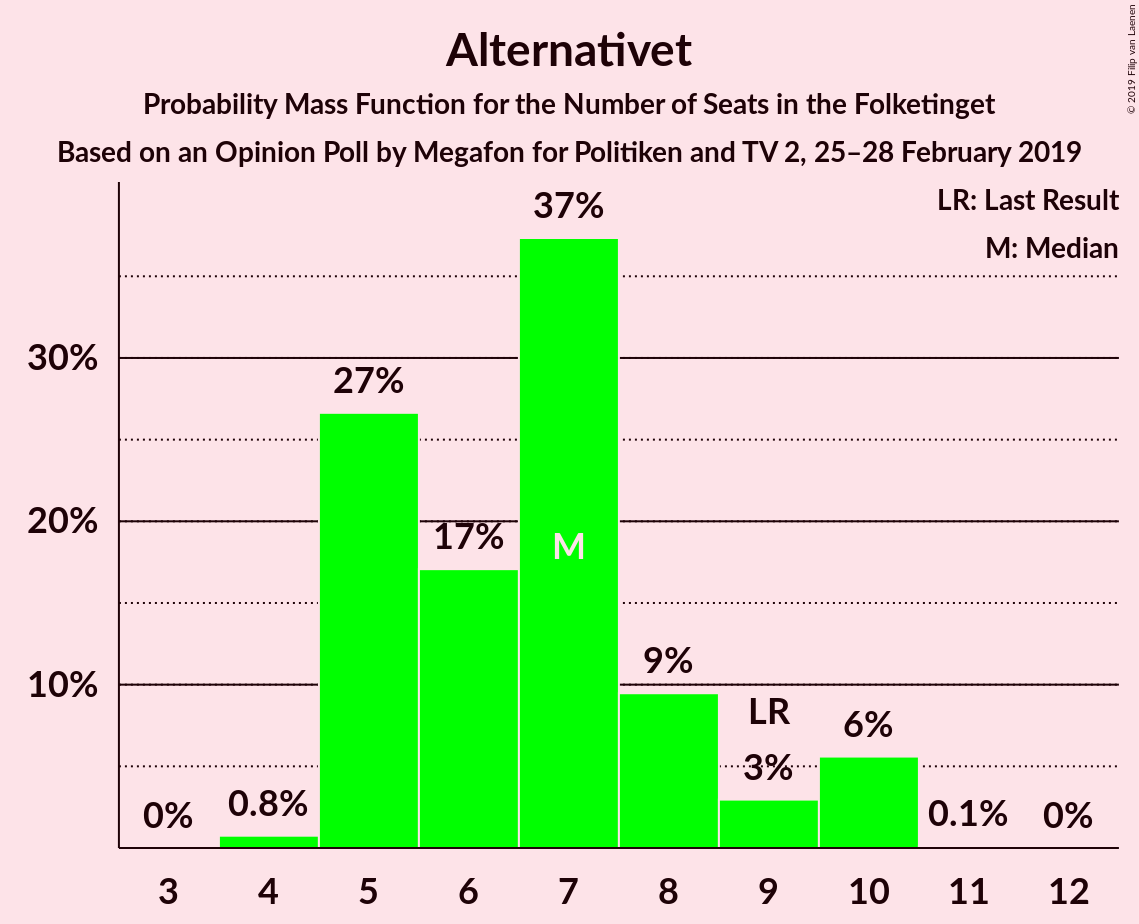 Alternativet
Probability Mass Function for the Number of Seats in the Folketinget
Based on an Opinion Poll by Megafon for Politiken and TV 2, 25–28 February 2019
© 2019 Filip van Laenen
LR: Last Result
M: Median
30%
20%
10%
0%
0.8%
27%
17%
37%
M
9%
LR
3%
6%
0.1%
0%
3 4 5 6 7 8 9 10 11 12